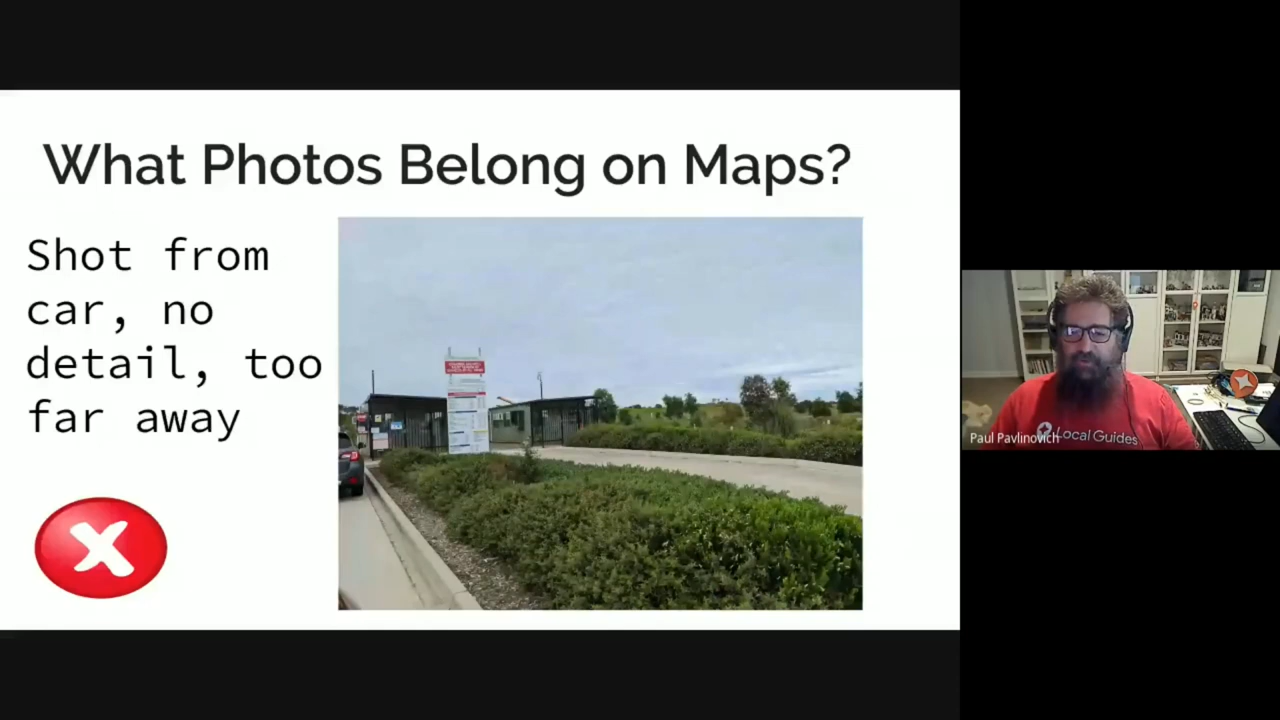 What Photos Belong on Maps?
Shot from
car, no
detail, too
far away
Paul Pavlinovich
Local Guides